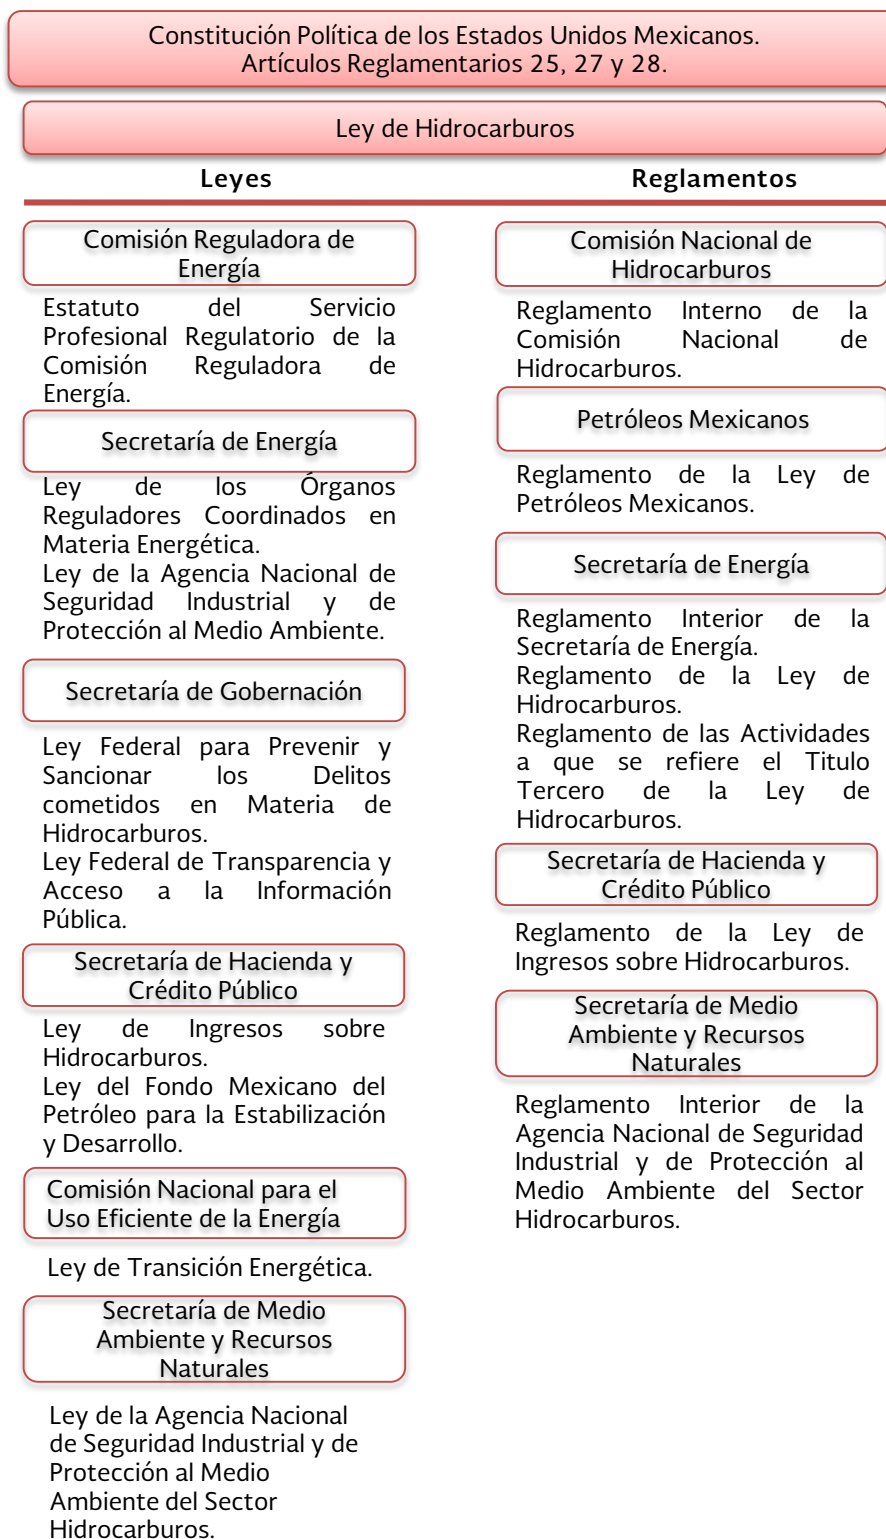 Constitución Política de los Estados Unidos Mexicanos.
Artículos Reglamentarios 25, 27 y 28.
Ley de Hidrocarburos
Leyes
Comisión Reguladora de
Energía
Estatuto del Servicio
Profesional Regulatorio de la
Comisión Reguladora de
Energía.
Secretaría de Energía
Ley de los Órganos
Reguladores Coordinados en
Materia Energética.
Ley de la Agencia Nacional de
Seguridad Industrial y de
Protección al Medio Ambiente.
Secretaría de Gobernación
Ley Federal para Prevenir y
Sancionar los Delitos
cometidos en Materia de
Hidrocarburos.
Ley Federal de Transparencia y
Acceso a la Información
Pública.
Secretaría de Hacienda y
Crédito Público
Ley de Ingresos sobre
Hidrocarburos.
Ley del Fondo Mexicano del
Petróleo para la Estabilización
y Desarrollo.
Comisión Nacional para el
Uso Eficiente de la Energía
Ley de Transición Energética.
Secretaría de Medio
Ambiente y Recursos
Naturales
Ley de la Agencia Nacional
de Seguridad Industrial y de
Protección al Medio
Ambiente del Sector
Hidrocarburos.
Reglamentos
Comisión Nacional de
Hidrocarburos
Reglamento Interno de la
Comisión Nacional de
Hidrocarburos.
Petróleos Mexicanos
Reglamento de la Ley de
Petróleos Mexicanos.
Secretaría de Energía
Reglamento Interior de la
Secretaría de Energía.
Reglamento de la Ley de
Hidrocarburos.
Reglamento de las Actividades
a que se refiere el Titulo
Tercero de la Ley de
Hidrocarburos.
Secretaría de Hacienda y
Crédito Público
Reglamento de la Ley de
Ingresos sobre Hidrocarburos.
Secretaría de Medio
Ambiente y Recursos
Naturales
Reglamento Interior de la
Agencia Nacional de Seguridad
Industrial y de Protección al
Medio Ambiente del Sector
Hidrocarburos.